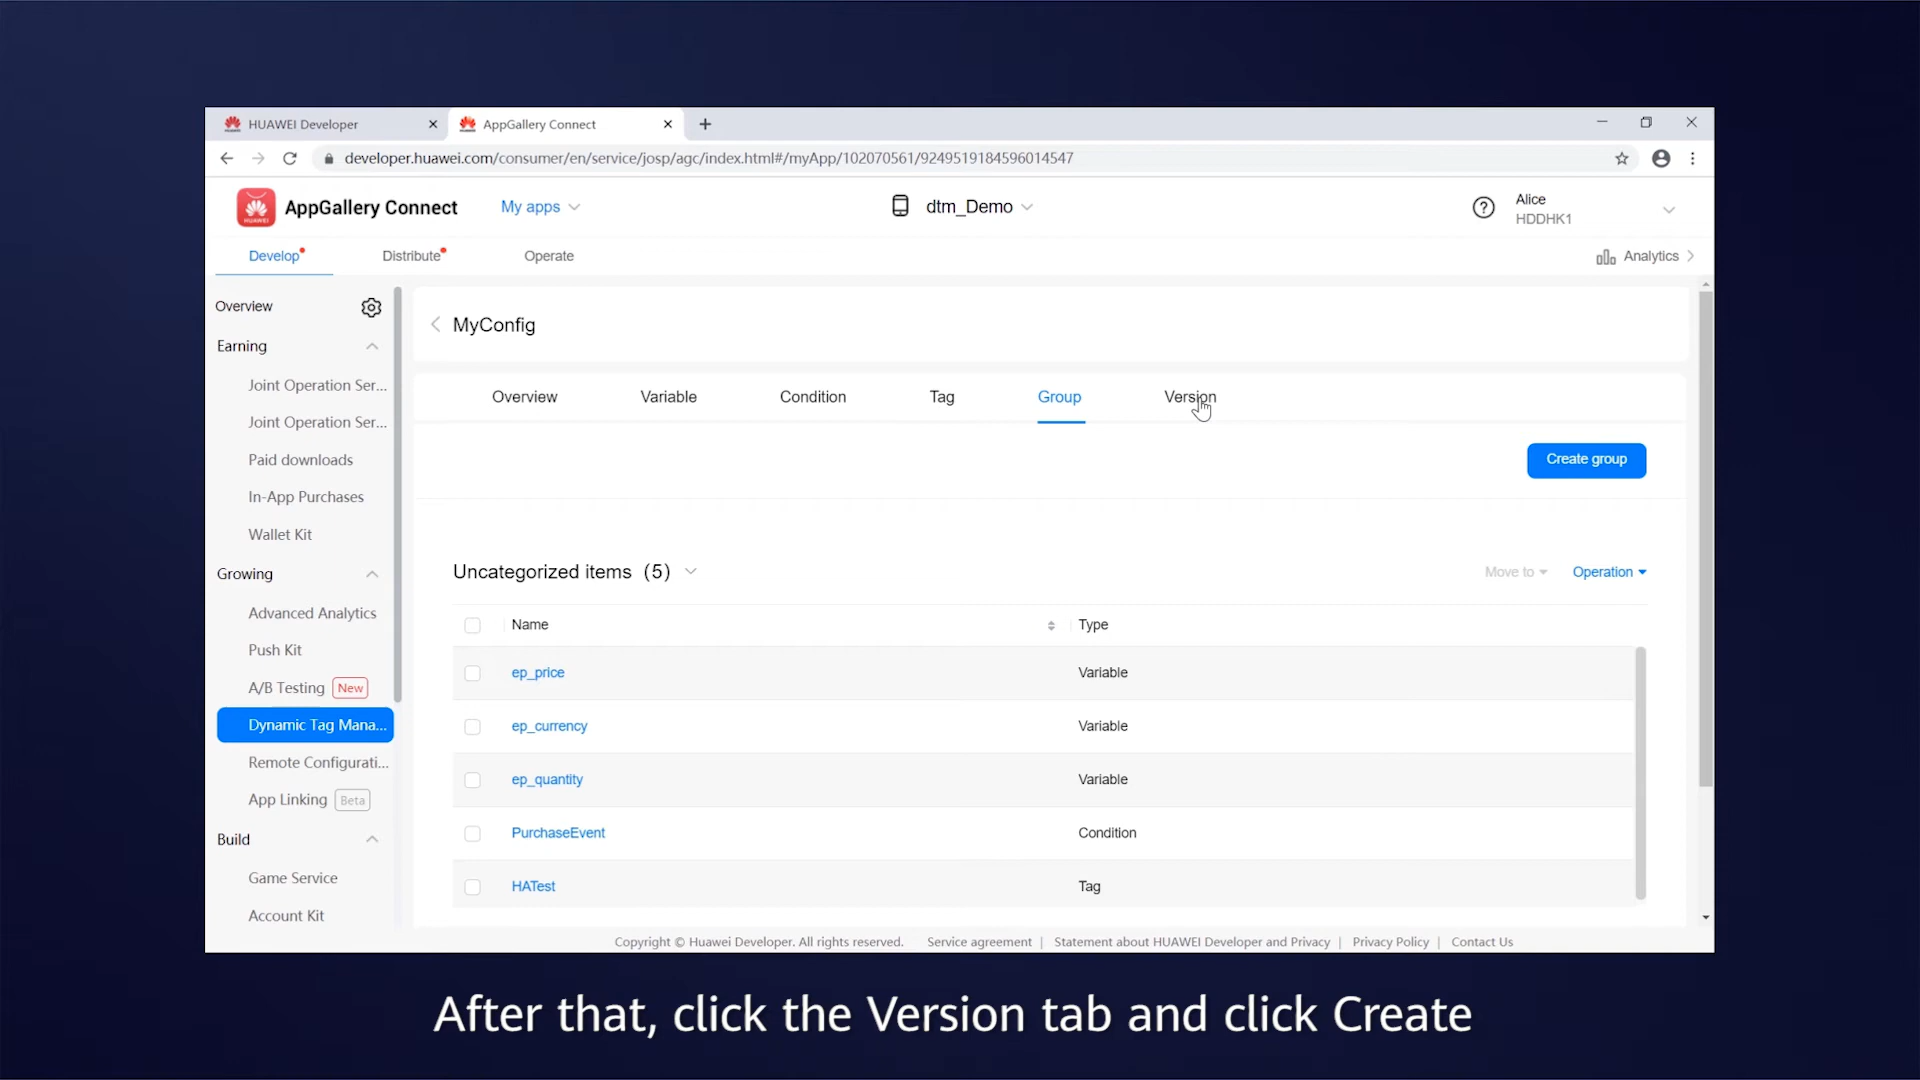 HUAWEI Developer
AppGallery Connect
developer.huawei.com/consumer/en/service/josp/agc/index.html#/myApp/102070561/9249519184596014547
HUAWEI
AppGallery Connect
My apps
dtm_Demo
Alice
HDDHK1
Develop
Distribute
Operate
Analytics
Overview
Earning
Joint Operation Ser...
Joint Operation Ser...
Paid downloads
In-App Purchases
Wallet Kit
Growing
Advanced Analytics
Push Kit
A/B Testing New
Dynamic Tag Mana...
Remote Configurati...
App Linking Beta
Build
Game Service
Account Kit
MyConfig
Overview
Variable
Condition
Tag
Group
Version
Create group
Uncategorized items (5)
Move to
Operation
Name
Type
ep_price
Variable
ep_currency
Variable
ep_quantity
Variable
PurchaseEvent
Condition
HATest
Tag
Copyright © Huawei Developer. All rights reserved. Service agreement | Statement about HUAWEI Developer and Privacy | Privacy Policy | Contact Us
After that, click the Version tab and click Create